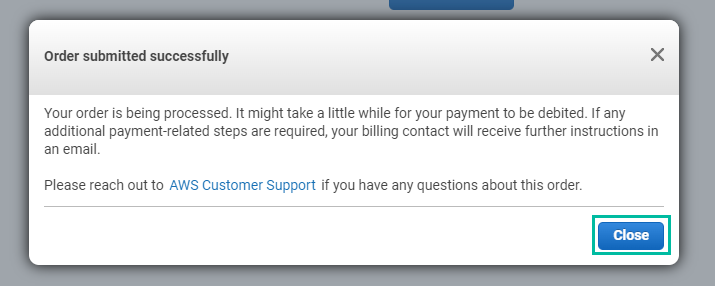 Order submitted successfully
Your order is being processed. It might take a little while for your payment to be debited. If any
additional payment-related steps are required, your billing contact will receive further instructions in
an email.
Please reach out to AWS Customer Support if you have any questions about this order.
Close